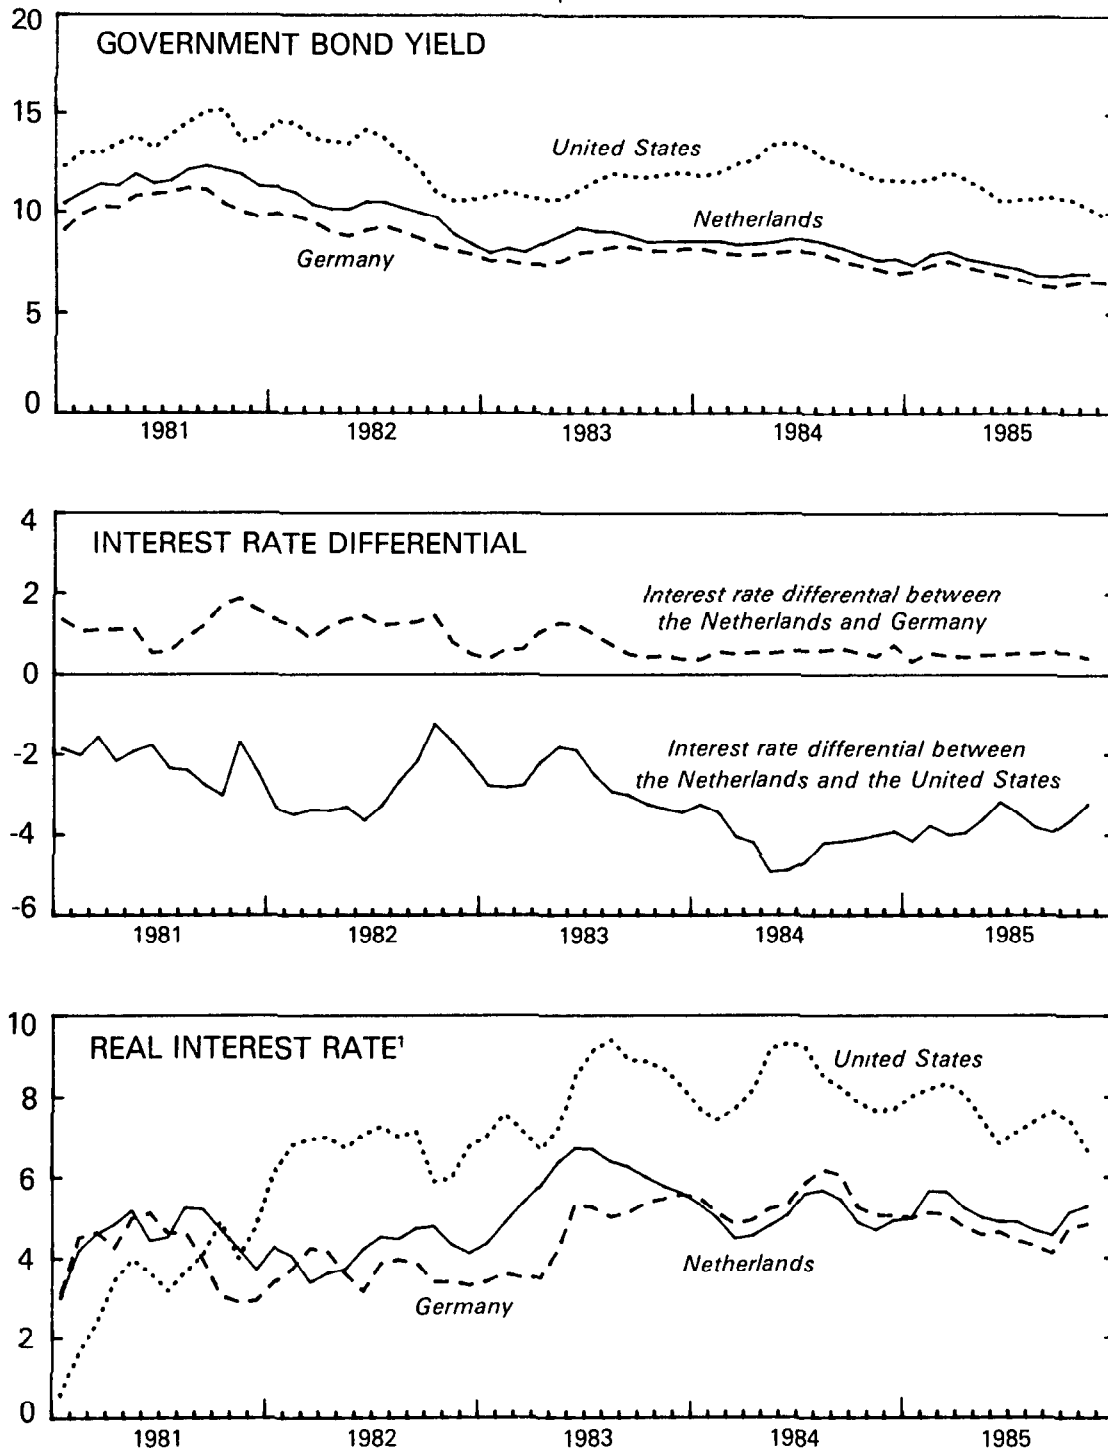 20
GOVERNMENT BOND YIELD
15
United States
10
Netherlands
Germany
5
0
1981 1982 1983 1984 1985
4
INTEREST RATE DIFFERENTIAL
2
Interest rate differential between
the Netherlands and Germany
0
-2
Interest rate differential between
the Netherlands and the United States
-4
-6
1981 1982 1983 1984 1985
10
REAL INTEREST RATE¹
United States
8
6
4
Netherlands
Germany
2
0
1981 1982 1983 1984 1985